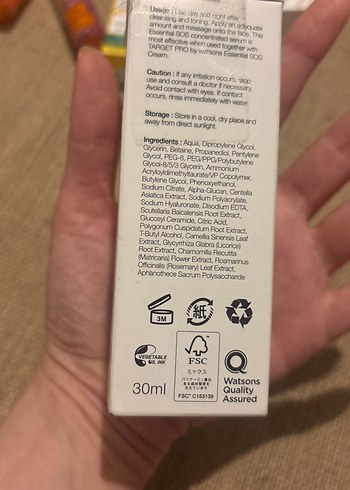 Usage : Use day and night after
cleansing and toning. Apply an adequate
amount and massage onto the face. This
Essential SOS concentrated serum is
most effective when used together with
TARGET PRO by watsons Essential SOS
Cream.
Caution : If any irritation occurs, stop
use and consult a doctor if necessary.
Avoid contact with eyes. If contact
occurs, rinse immediately with water.
Storage : Store in a cool, dry place and
away from direct sunlight.
Ingredients : Aqua, Dipropylene Glycol,
Glycerin, Betaine, Propanediol, Pentylene
Glycol, PEG-8, PEG/PPG/Polybutylene
Glycol-8/5/3 Glycerin, Ammonium
Acryloyldimethyltaurate/VP Copolymer,
Butylene Glycol, Phenoxyethanol,
Sodium Citrate, Alpha-Glucan, Centella
Asiatica Extract, Sodium Polyacrylate,
Sodium Hyaluronate, Disodium EDTA,
Scutellaria Baicalensis Root Extract,
Glucosyl Ceramide, Citric Acid,
Polygonum Cuspidatum Root Extract,
T-Butyl Alcohol, Camellia Sinensis Leaf
Extract, Glycyrrhiza Glabra (Licorice)
Root Extract, Chamomilla Recutita
(Matricaria) Flower Extract, Rosmarinus
Officinalis (Rosemary) Leaf Extract,
Aphanothece Sacrum Polysaccharide
3M
紙
VEGETABLE
OIL INK
FSC
ミックス
FSC® C153139
30ml
Watsons
Quality
Assured